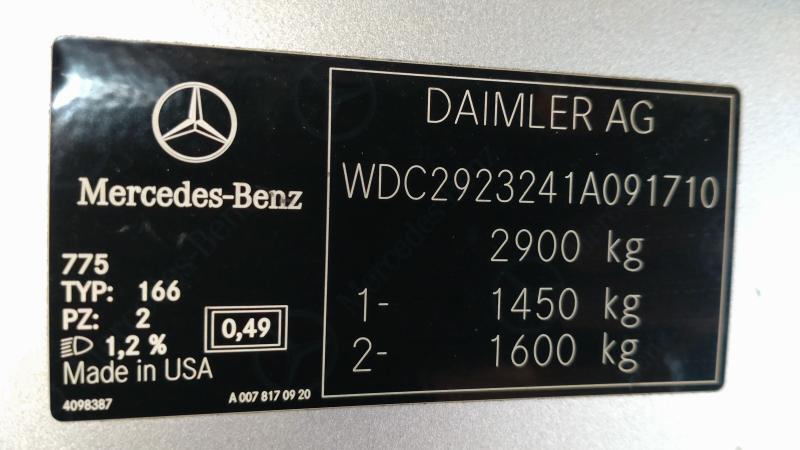 Mercedes-Benz
775
TYP: 166
PZ: 2
0,49
1,2 %
Made in USA
4098387
A 007 817 09 20
DAIMLER AG
WDC2923241A091710
2900 kg
1- 1450 kg
2- 1600 kg